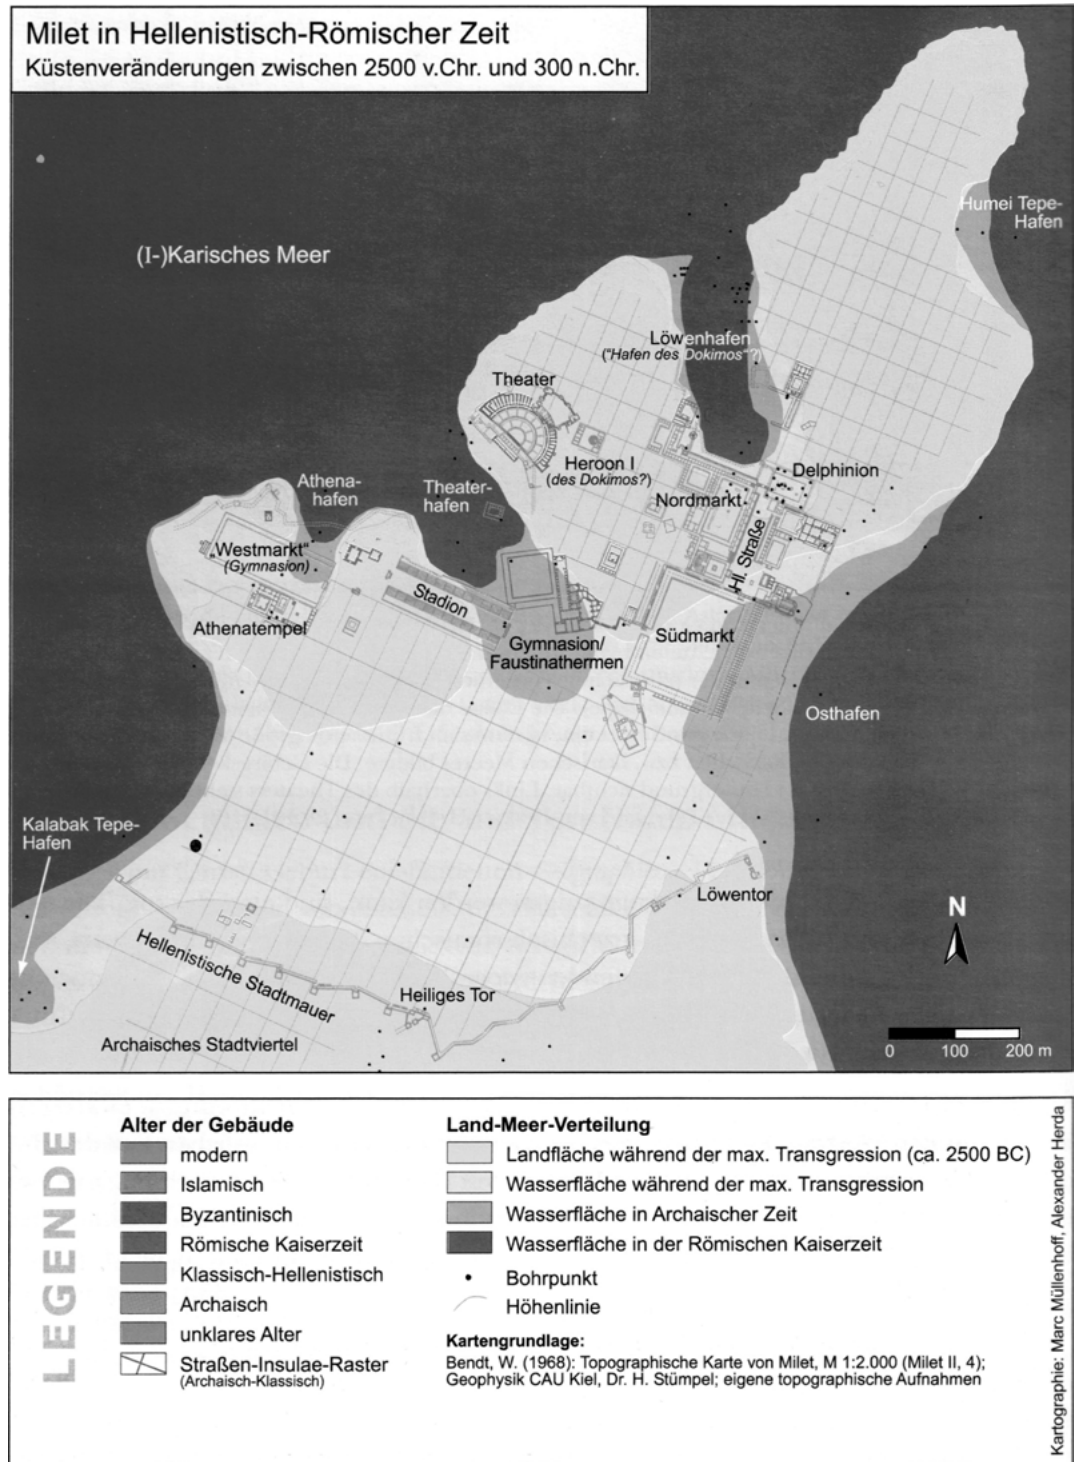 Milet in Hellenistisch-Römischer Zeit
Küstenveränderungen zwischen 2500 v.Chr. und 300 n.Chr.
(I-)Karisches Meer
Humei Tepe-
Hafen
Löwenhafen
("Hafen des Dokimos"?)
Theater
Heroon I
(des Dokimos?)
Delphinion
Nordmarkt
Hl. Straße
Athena-
hafen
Theater-
hafen
Westmarkt"
(Gymnasion)
Stadion
Athenatempel
Gymnasion/
Faustinathermen
Südmarkt
Osthafen
Kalabak Tepe-
Hafen
Löwentor
N
Hellenistische Stadtmauer
Heiliges Tor
Archaisches Stadtviertel
0 100 200 m
LEGENDE
Alter der Gebäude
modern
Islamisch
Byzantinisch
Römische Kaiserzeit
Klassisch-Hellenistisch
Archaisch
unklares Alter
Straßen-Insulae-Raster
(Archaisch-Klassisch)
Land-Meer-Verteilung
Landfläche während der max. Transgression (ca. 2500 BC)
Wasserfläche während der max. Transgression
Wasserfläche in Archaischer Zeit
Wasserfläche in der Römischen Kaiserzeit
Bohrpunkt
Höhenlinie
Kartengrundlage:
Bendt, W. (1968): Topographische Karte von Milet, M 1:2.000 (Milet II, 4);
Geophysik CAU Kiel, Dr. H. Stümpel; eigene topographische Aufnahmen
Kartographie: Marc Müllenhoff, Alexander Herda